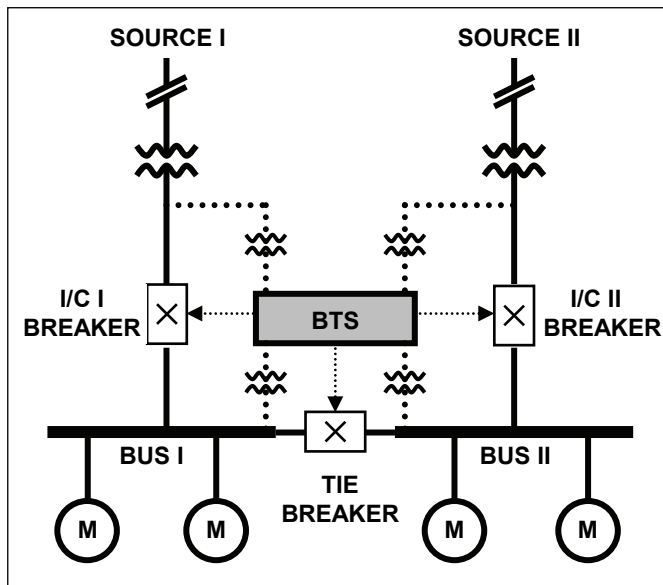 SOURCE I
SOURCE II
I/C I
BREAKER
BTS
I/C II
BREAKER
BUS I
BUS II
TIE
BREAKER
M
M
M
M